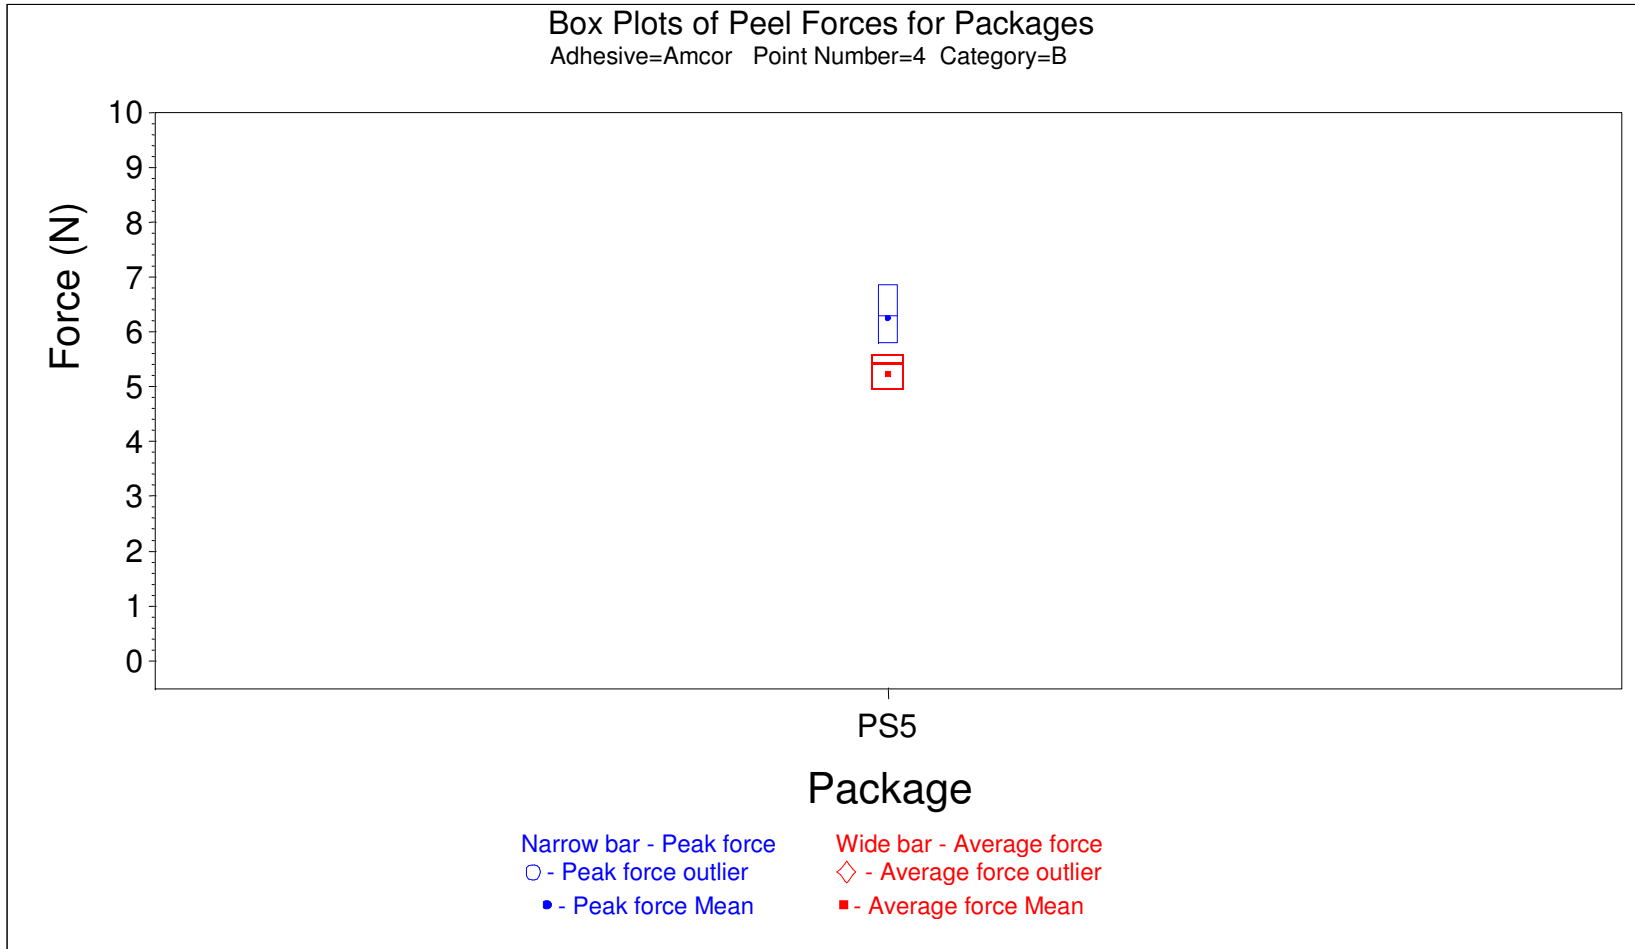 Box Plots of Peel Forces for Packages
Adhesive=Amcor Point Number=4 Category=B
Force (N)
10
9
8
7
6
5
4
3
2
1
0
PS5
Package
Narrow bar - Peak force Wide bar - Average force
- Peak force outlier - Average force outlier
- Peak force Mean - Average force Mean